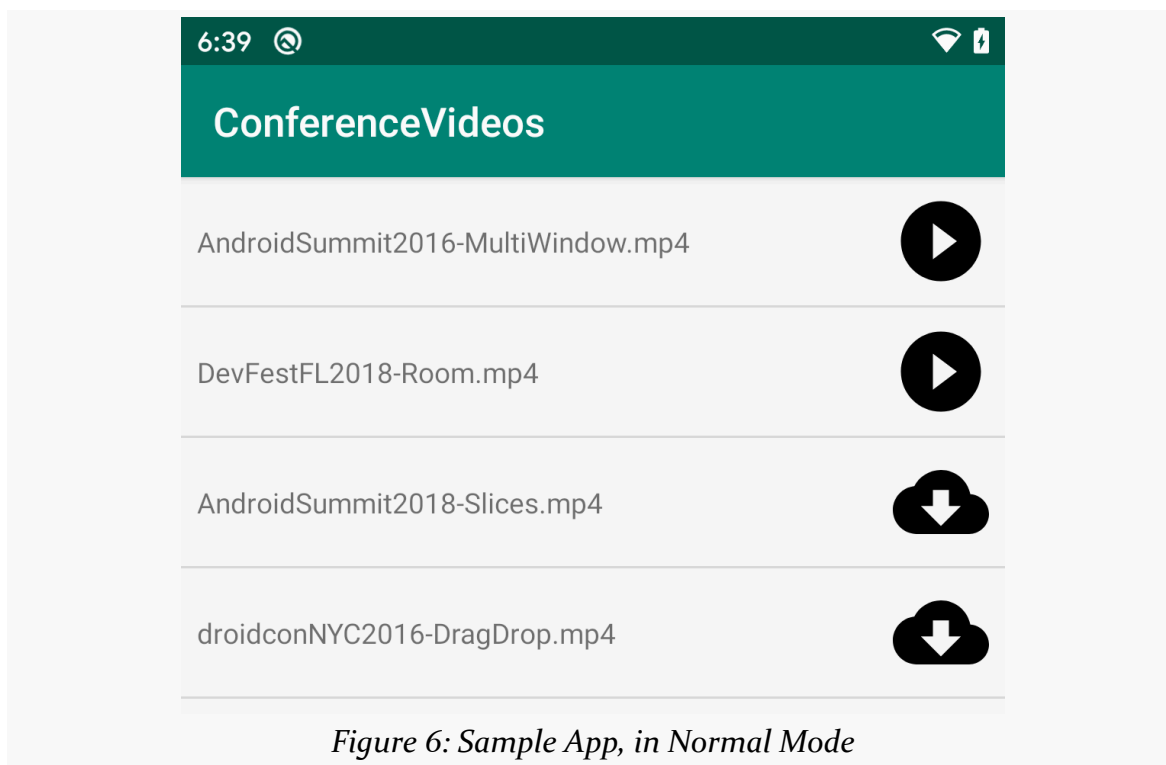 6:39
ConferenceVideos
AndroidSummit2016-MultiWindow.mp4
DevFestFL2018-Room.mp4
AndroidSummit2018-Slices.mp4
droidconNYC2016-DragDrop.mp4
Figure 6: Sample App, in Normal Mode